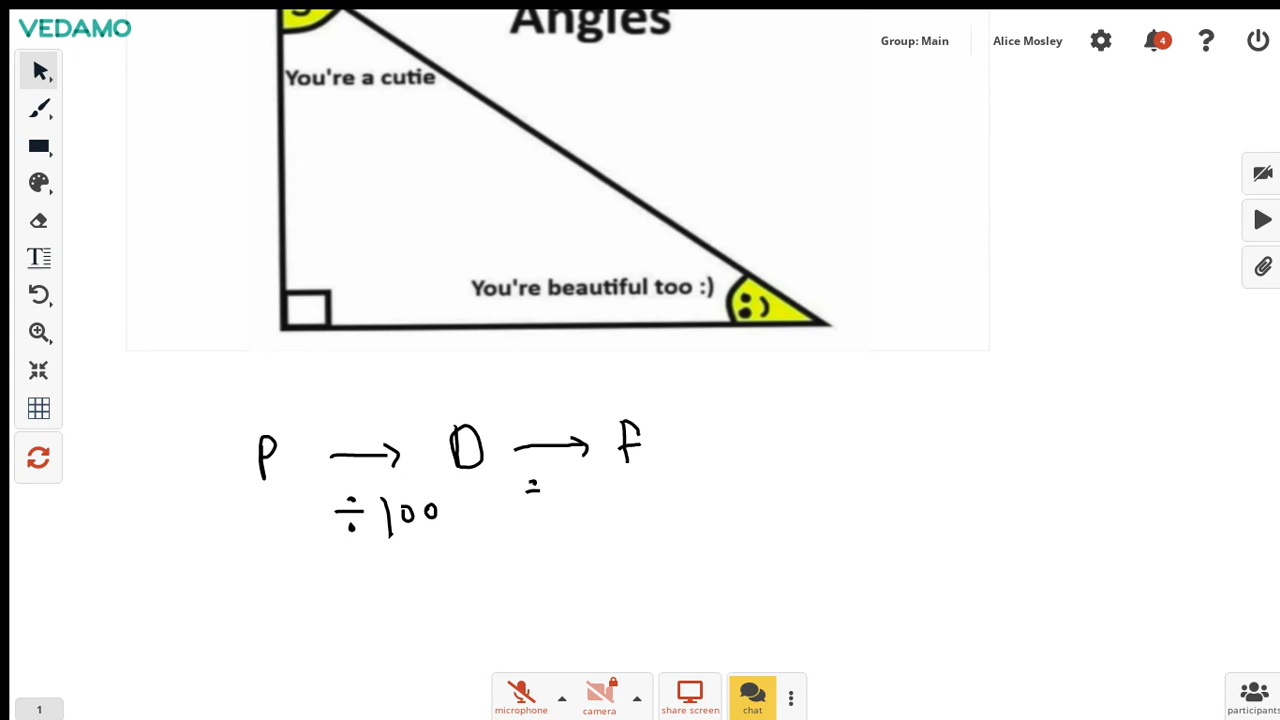 VEDAMO
Angles
Group: Main
Alice Mosley
4
You're a cutie
You're beautiful too :)
P → D → F
÷ 100 ÷
1
microphone
camera
share screen
chat
participants